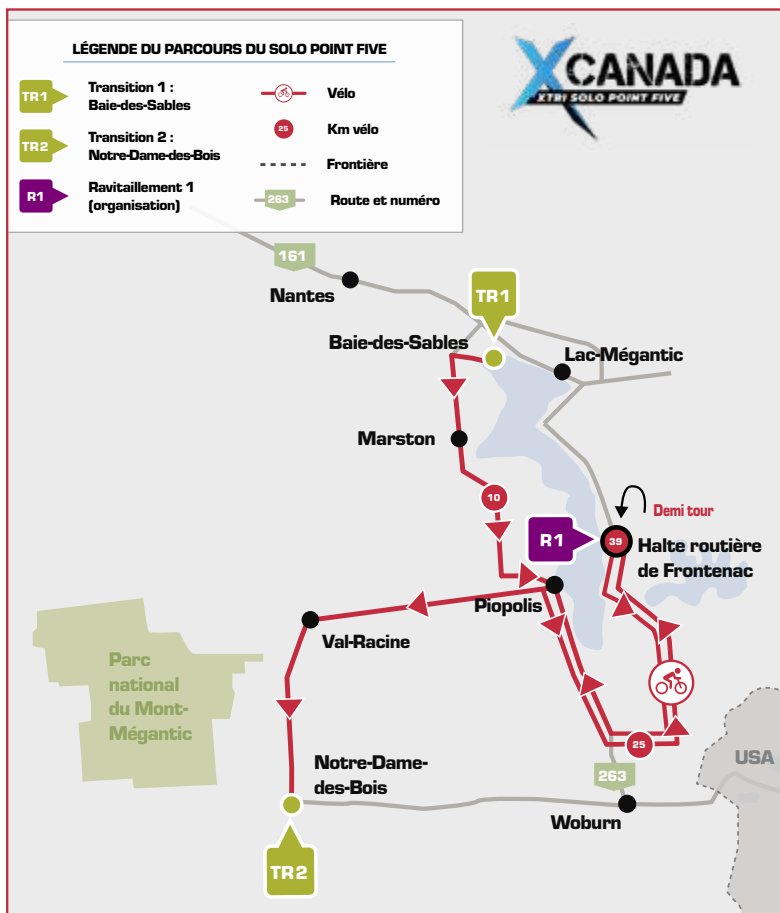 LÉGENDE DU PARCOURS DU SOLO POINT FIVE
TR1
Transition 1 :
Baie-des-Sables
TR2
Transition 2 :
Notre-Dame-des-Bois
R1
Ravitaillement 1
(organisation)
Vélo
25
Km vélo
Frontière
263
Route et numéro
XCANADA
XTRI SOLO POINT FIVE
161
Nantes
TR1
Baie-des-Sables
Lac-Mégantic
Marston
10
Demi tour
R1
39
Halte routière
de Frontenac
Piopolis
Val-Racine
Parc
national
du Mont-
Mégantic
25
USA
Notre-Dame-
des-Bois
263
Woburn
TR2